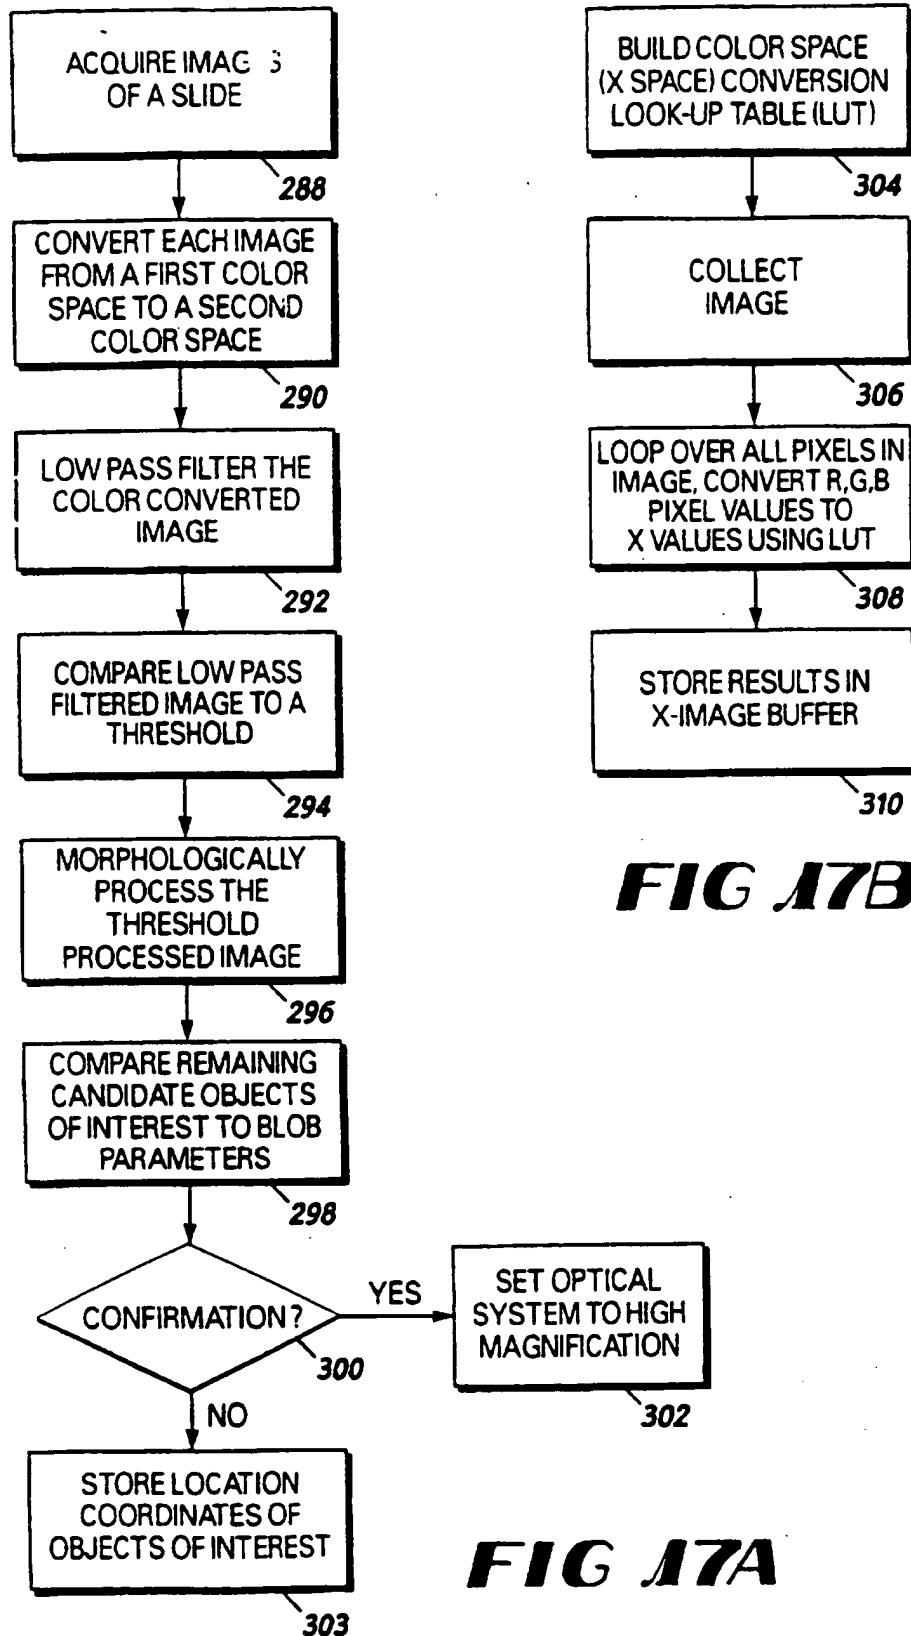 ACQUIRE IMAG S
OF A SLIDE
288
CONVERT EACH IMAGE
FROM A FIRST COLOR
SPACE TO A SECOND
COLOR SPACE
290
LOW PASS FILTER THE
COLOR CONVERTED
IMAGE
292
COMPARE LOW PASS
FILTERED IMAGE TO A
THRESHOLD
294
MORPHOLOGICALLY
PROCESS THE
THRESHOLD
PROCESSED IMAGE
296
COMPARE REMAINING
CANDIDATE OBJECTS
OF INTEREST TO BLOB
PARAMETERS
298
CONFIRMATION?
300
YES
SET OPTICAL
SYSTEM TO HIGH
MAGNIFICATION
302
NO
STORE LOCATION
COORDINATES OF
OBJECTS OF INTEREST
303
FIG 17A
BUILD COLOR SPACE
(X SPACE) CONVERSION
LOOK-UP TABLE (LUT)
304
COLLECT
IMAGE
306
LOOP OVER ALL PIXELS IN
IMAGE, CONVERT R,G,B
PIXEL VALUES TO
X VALUES USING LUT
308
STORE RESULTS IN
X-IMAGE BUFFER
310
FIG 17B